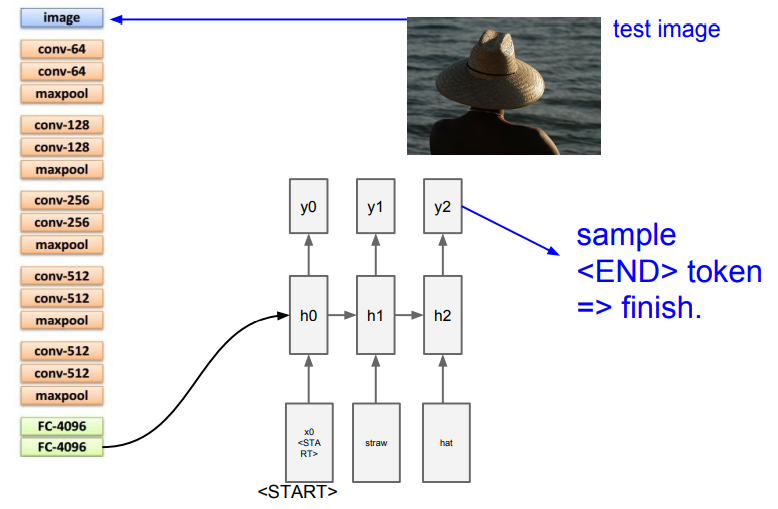 image
test image
conv-64
conv-64
maxpool
conv-128
conv-128
maxpool
conv-256
conv-256
maxpool
conv-512
conv-512
maxpool
conv-512
conv-512
maxpool
FC-4096
FC-4096
y0
y1
y2
sample
<END> token
=> finish.
h0
h1
h2
x0
<STA
RT>
straw
hat
<START>